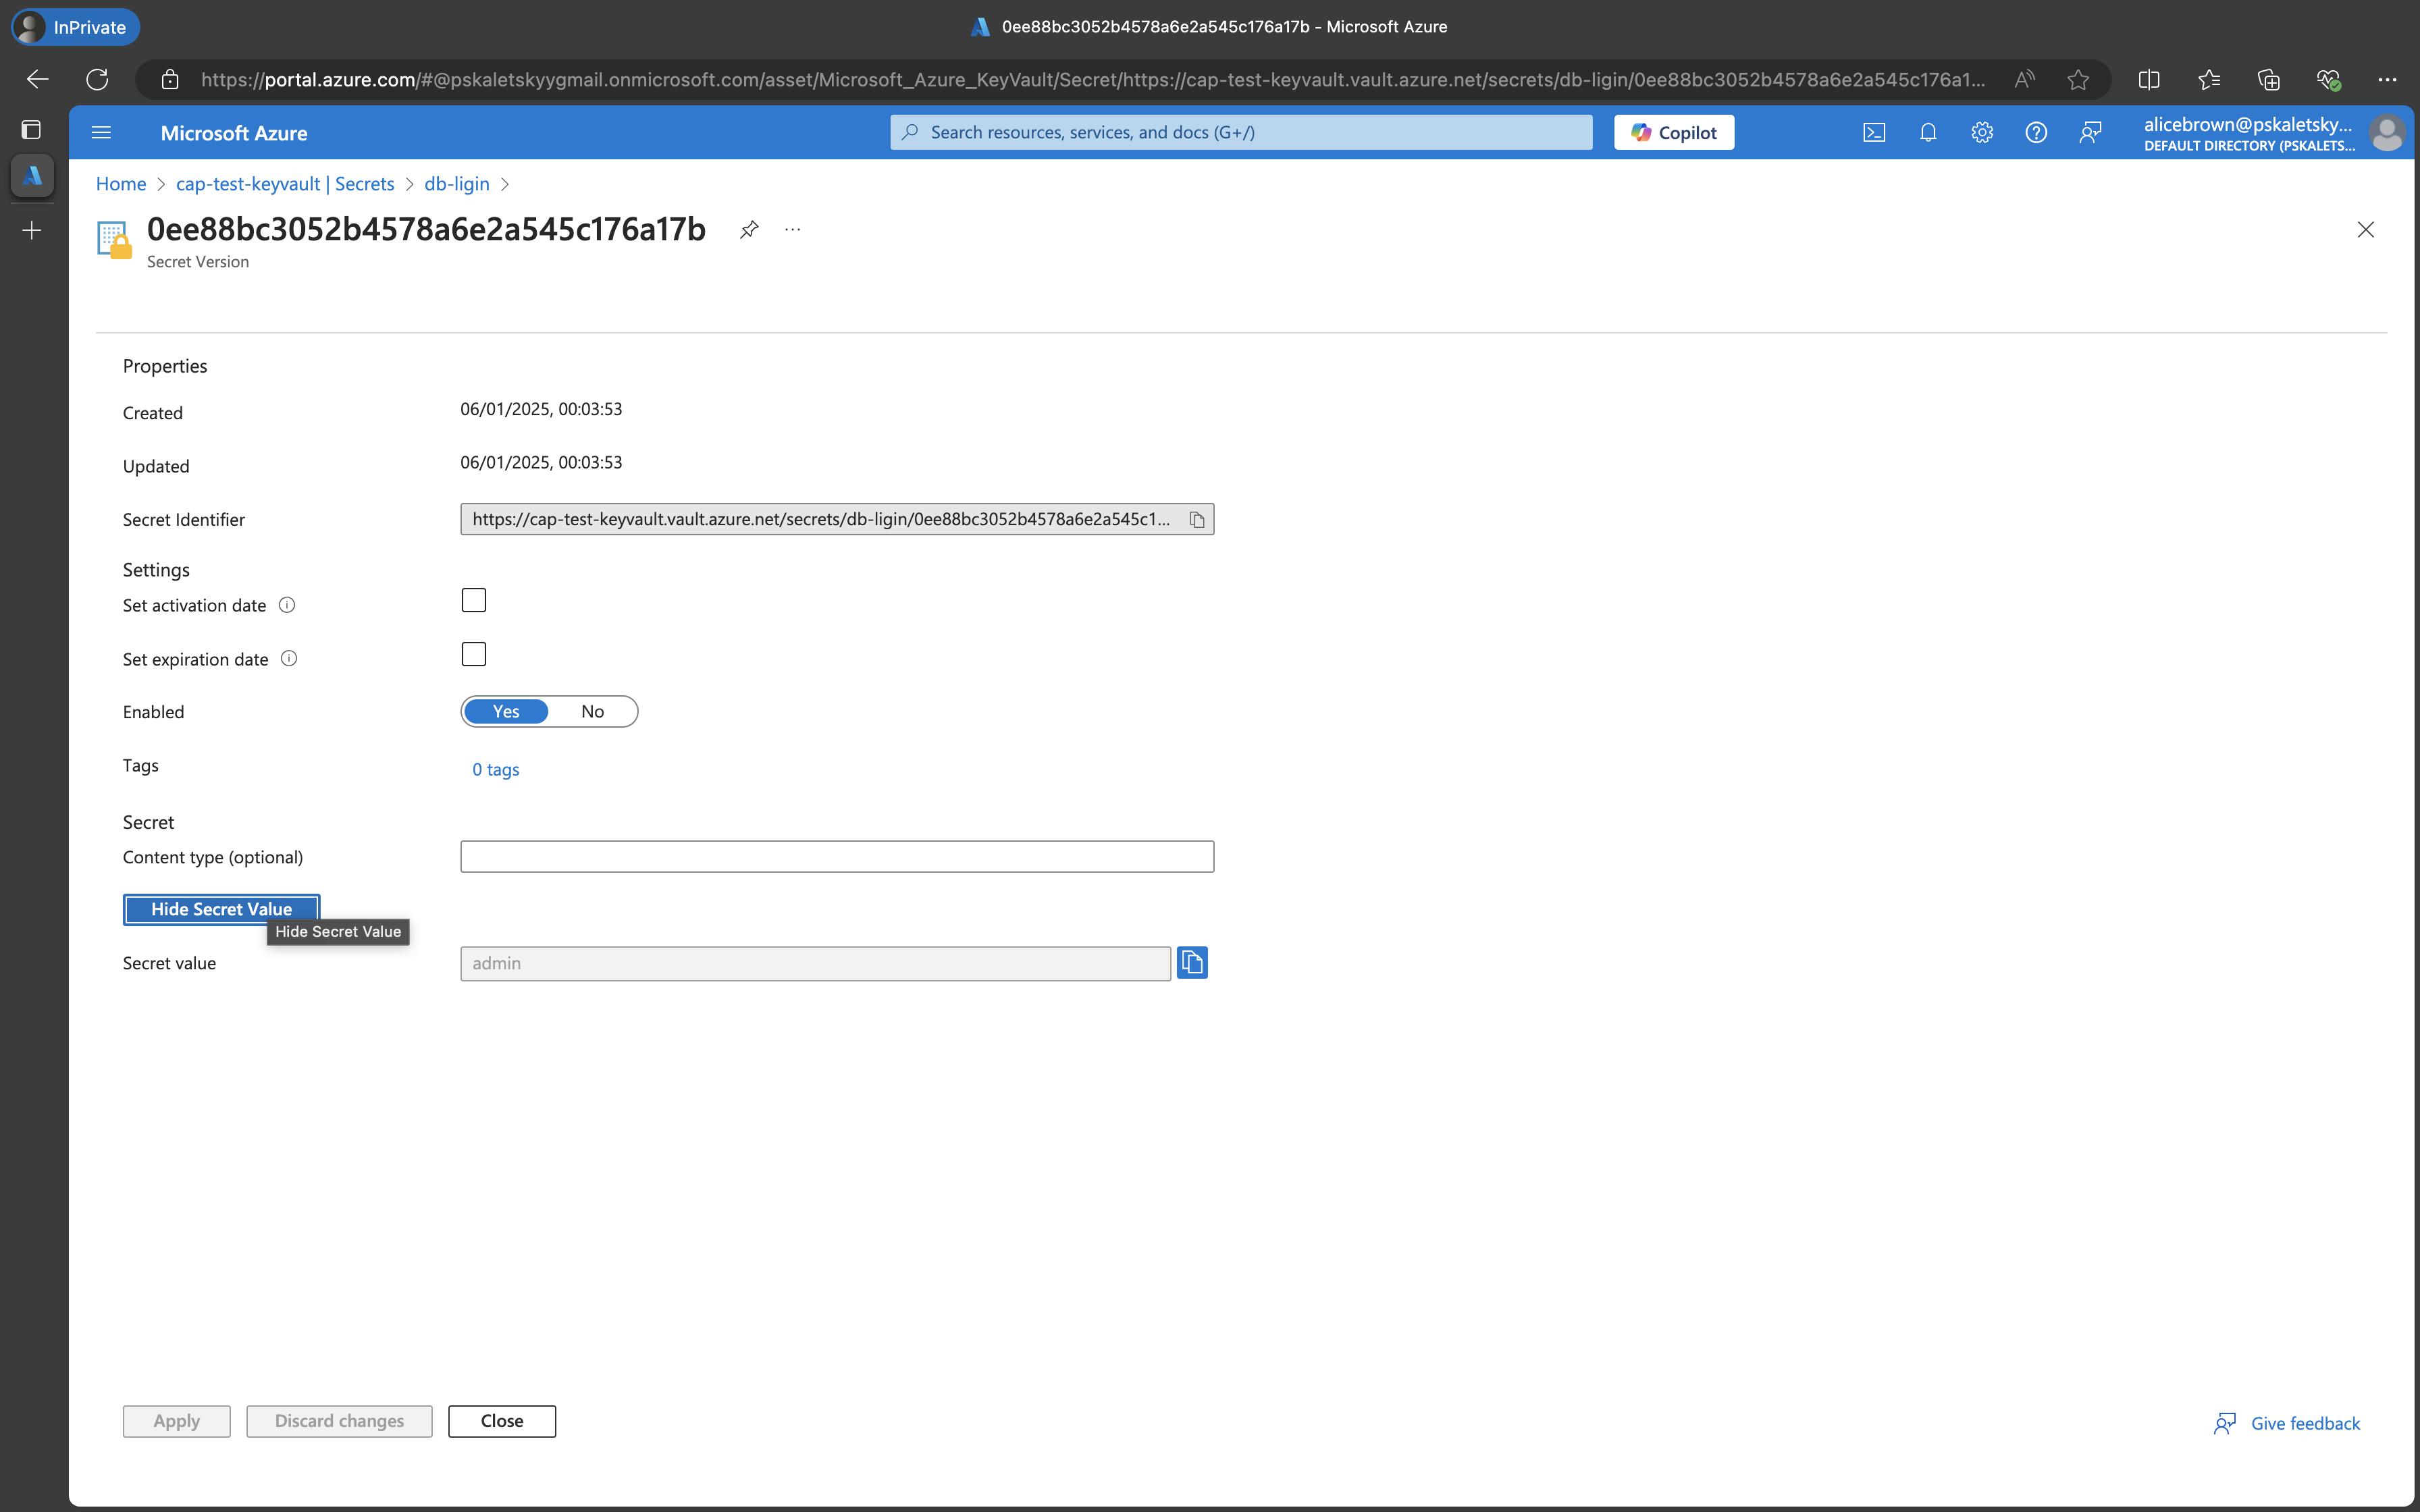 InPrivate
0ee88bc3052b4578a6e2a545c176a17b - Microsoft Azure
https://portal.azure.com/#@pskaletskyygmail.onmicrosoft.com/asset/Microsoft_Azure_KeyVault/Secret/https://cap-test-keyvault.vault.azure.net/secrets/db-ligin/0ee88bc3052b4578a6e2a545c176a1...
Microsoft Azure
Search resources, services, and docs (G+/)
Copilot
alicebrown@pskaletsky...
DEFAULT DIRECTORY (PSKALETS...
Home > cap-test-keyvault | Secrets > db-ligin >
0ee88bc3052b4578a6e2a545c176a17b
Secret Version
Properties
Created 06/01/2025, 00:03:53
Updated 06/01/2025, 00:03:53
Secret Identifier https://cap-test-keyvault.vault.azure.net/secrets/db-ligin/0ee88bc3052b4578a6e2a545c1...
Settings
Set activation date
Set expiration date
Enabled Yes No
Tags 0 tags
Secret
Content type (optional)
Hide Secret Value
Hide Secret Value
Secret value admin
Apply Discard changes Close Give feedback